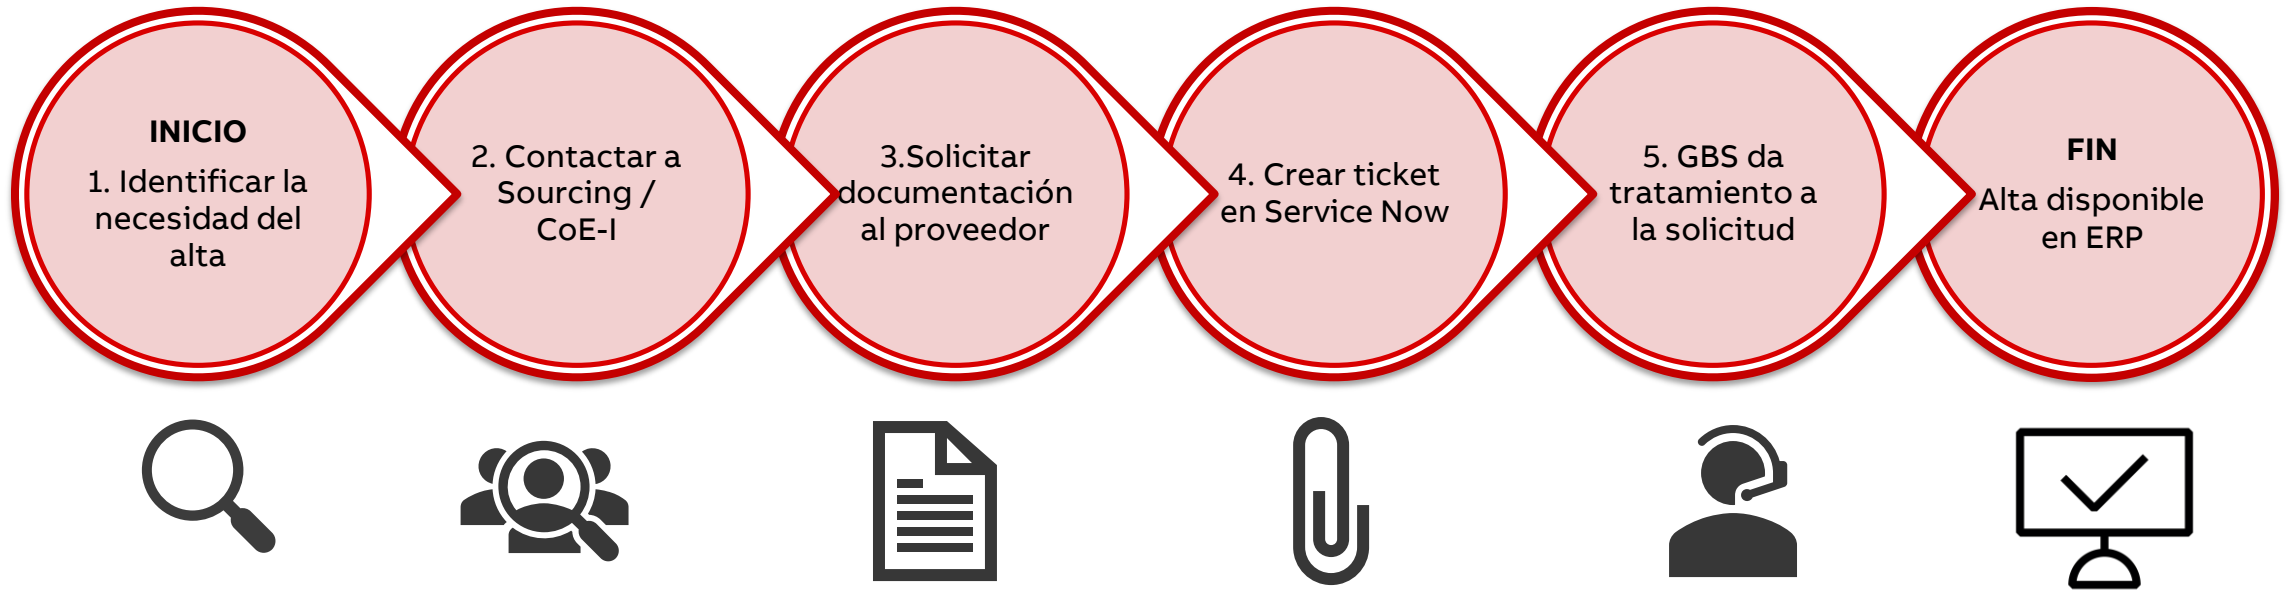 INICIO
1. Identificar la
necesidad del
alta
2. Contactar a
Sourcing /
CoE-I
3.Solicitar
documentación
al proveedor
4. Crear ticket
en Service Now
5. GBS da
tratamiento a
la solicitud
FIN
Alta disponible
en ERP